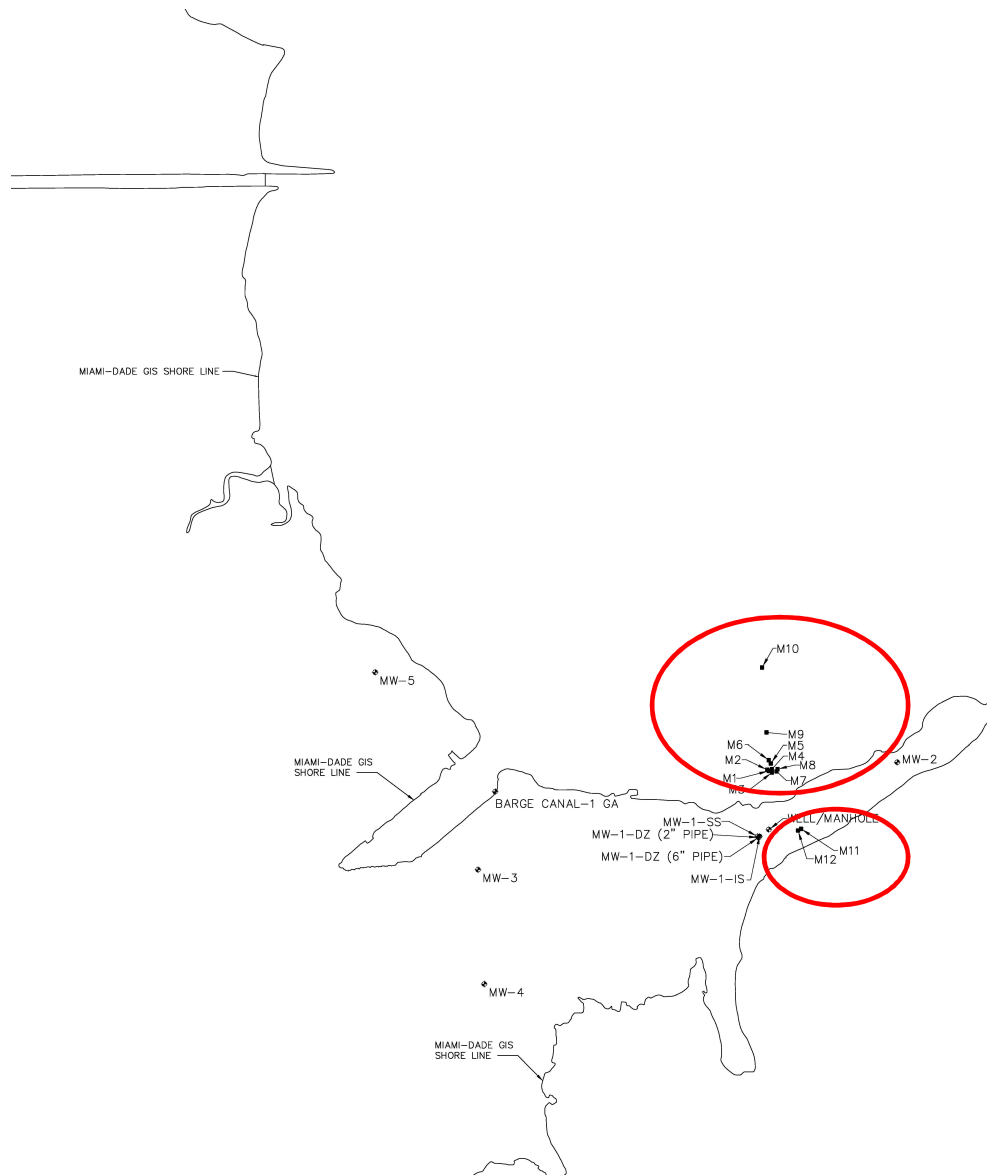 MIAMI-DADE GIS SHORE LINE
M10
MW-5
M9
M6
M5
M4
M2
M8
M1
M7
M3
MW-2
MIAMI-DADE GIS
SHORE LINE
BARGE CANAL-1 GA
MW-1-SS
WELL/MANHOLE
MW-1-DZ (2" PIPE)
M11
MW-1-DZ (6" PIPE)
M12
MW-3
MW-1-IS
MW-4
MIAMI-DADE GIS
SHORE LINE